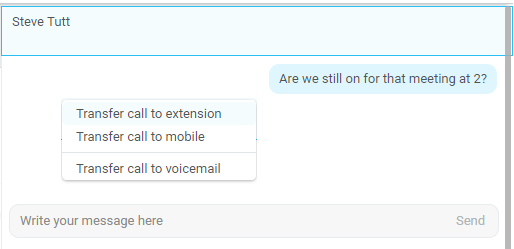 Steve Tutt
Are we still on for that meeting at 2?
Transfer call to extension
Transfer call to mobile
Transfer call to voicemail
Write your message here
Send